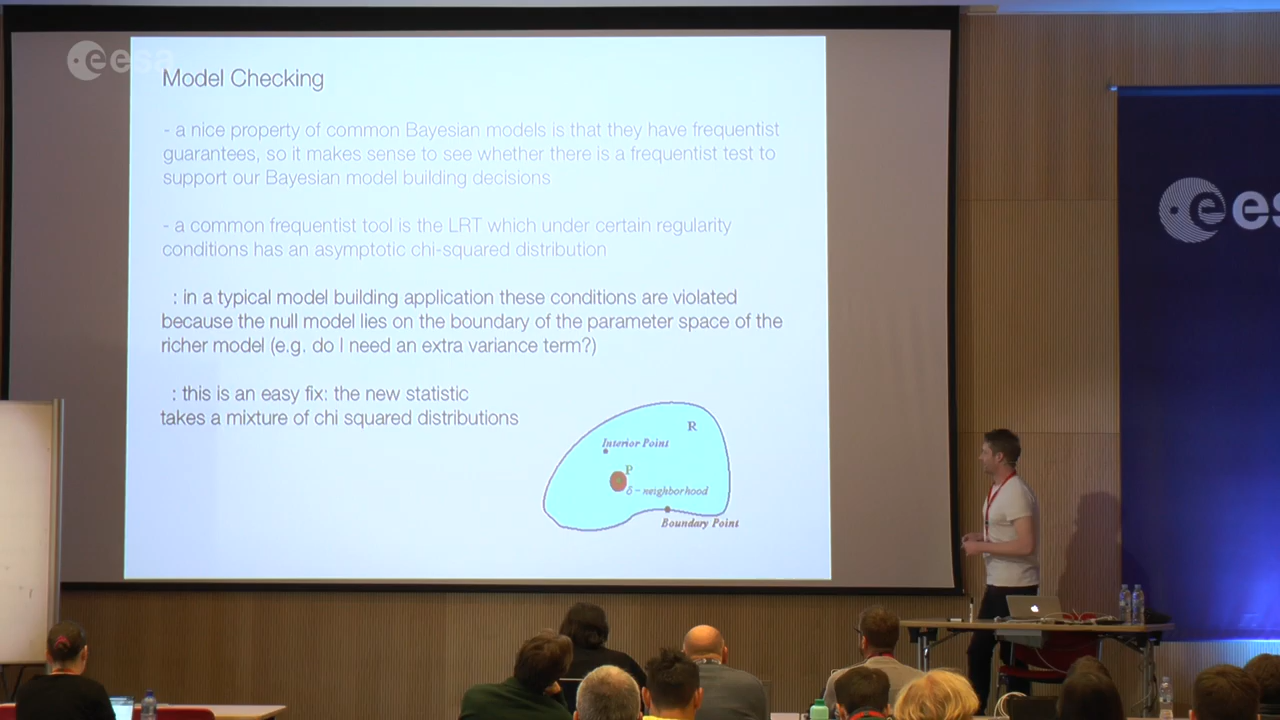 esa
Model Checking
- a nice property of common Bayesian models is that they have frequentist
guarantees, so it makes sense to see whether there is a frequentist test to
support our Bayesian model building decisions
- a common frequentist tool is the LRT which under certain regularity
conditions has an asymptotic chi-squared distribution
: in a typical model building application these conditions are violated
because the null model lies on the boundary of the parameter space of the
richer model (e.g. do I need an extra variance term?)
: this is an easy fix: the new statistic
takes a mixture of chi squared distributions
R
Interior Point
P
δ - neighborhood
Boundary Point
es